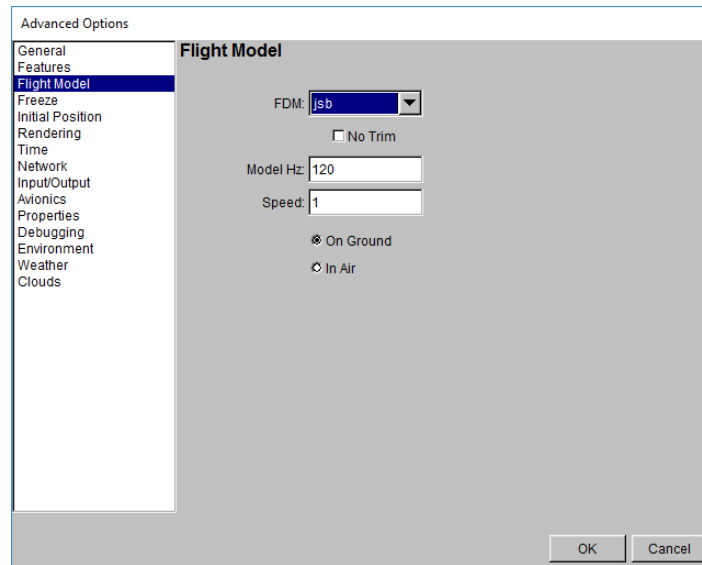 Advanced Options
General
Features
Flight Model
Freeze
Initial Position
Rendering
Time
Network
Input/Output
Avionics
Properties
Debugging
Environment
Weather
Clouds
Flight Model
FDM: jsb
No Trim
Model Hz: 120
Speed: 1
On Ground
In Air
OK Cancel